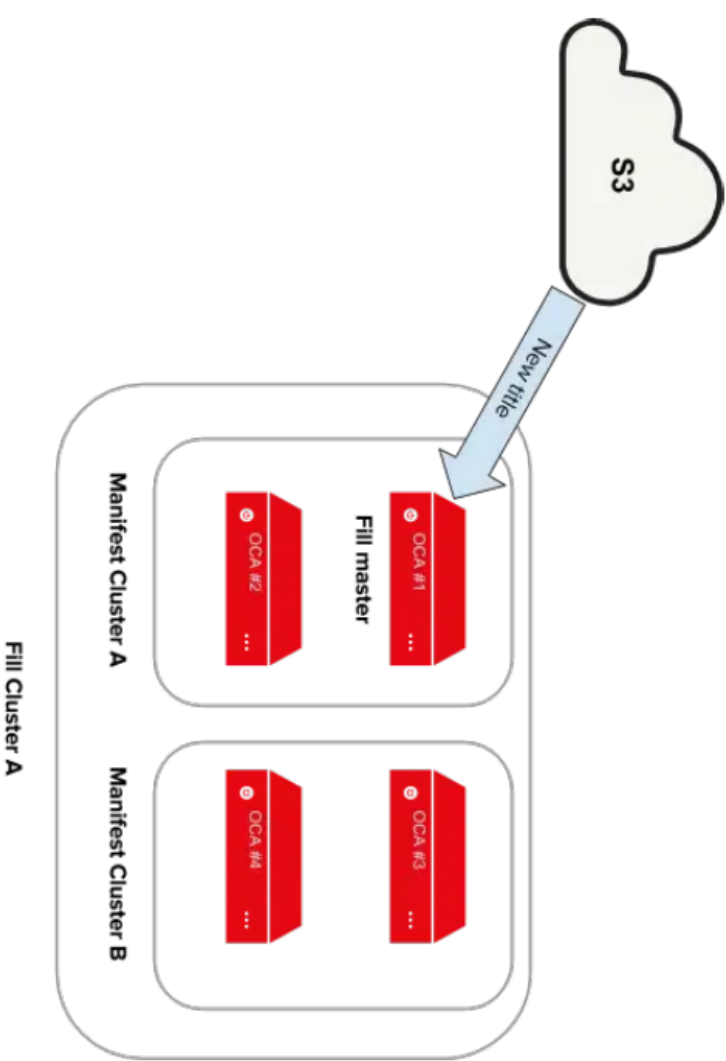 S3
New title
OCA #1
Fill master
OCA #2
Manifest Cluster A
OCA #3
OCA #4
Manifest Cluster B
Fill Cluster A